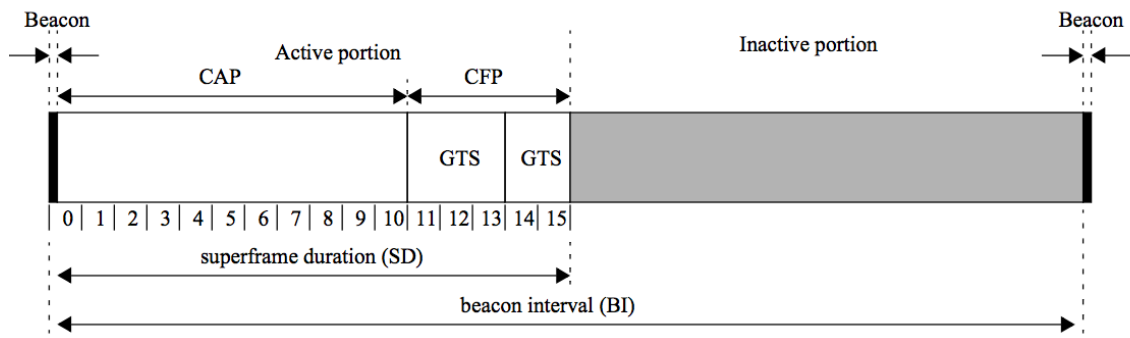 Beacon
Beacon
Active portion
Inactive portion
CAP
CFP
GTS
GTS
0 | 1 | 2 | 3 | 4 | 5 | 6 | 7 | 8 | 9 | 10 | 11 | 12 | 13 | 14 | 15
superframe duration (SD)
beacon interval (BI)